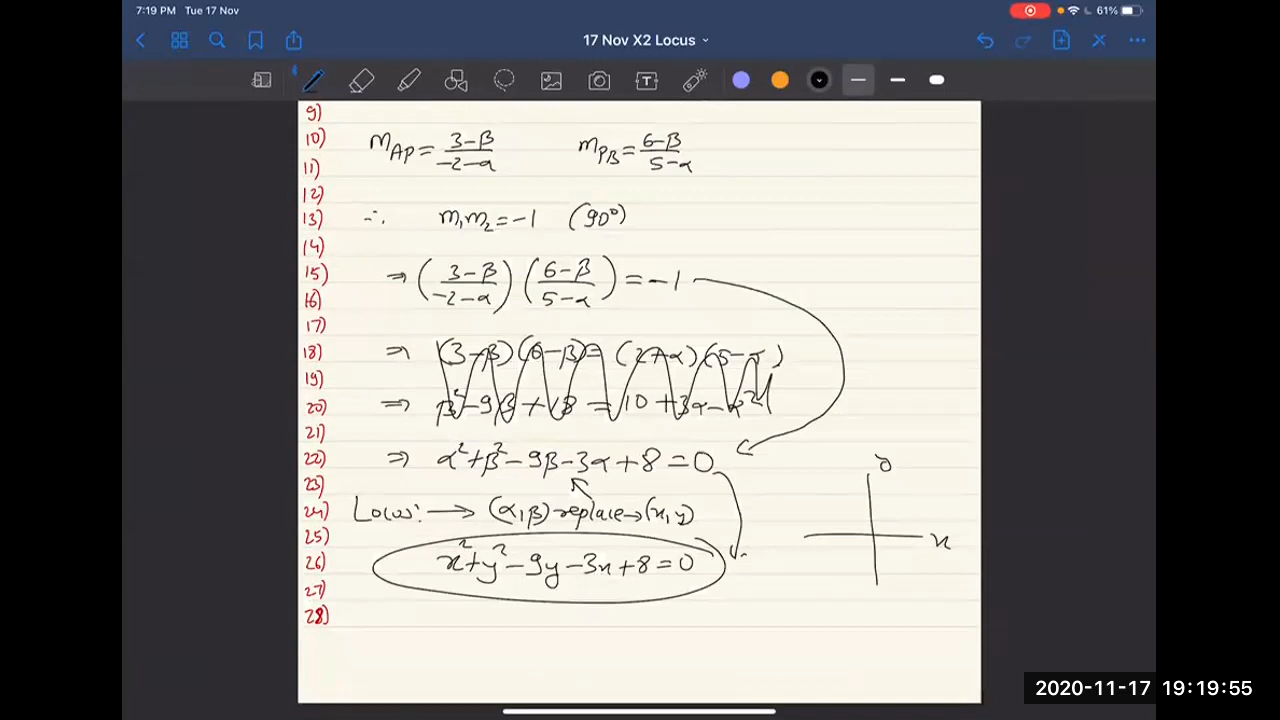 7:19 PM Tue 17 Nov
61%
17 Nov X2 Locus
T
9)
10) m_AP = (3-β)/(-2-α) m_PB = (6-β)/(5-α)
11)
12)
13) ∴ m₁m₂ = -1 (90°)
14)
15) ⇒ ((3-β)/(-2-α)) ((6-β)/(5-α)) = -1
16)
17)
18) ⇒ (3-β)(6-β) = (2+α)(5-α)
19)
20) ⇒ β²-9β+18 = 10+3α-α²
21)
22) ⇒ α²+β²-9β-3α+8=0
23)
24) Locus: → (α,β) replace→(x,y)
25)
x
26) x²+y²-9y-3x+8=0
27)
28)
2020-11-17 19:19:55